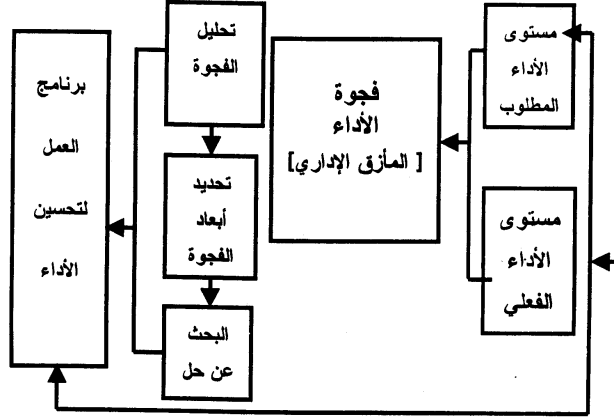 مستوى
الأداء
المطلوب
مستوى
الأداء
الفعلي
فجوة
الأداء
[ المأزق الإداري]
تحليل
الفجوة
تحديد
أبعاد
الفجوة
البحث
عن حل
برنامج
العمل
لتحسين
الأداء